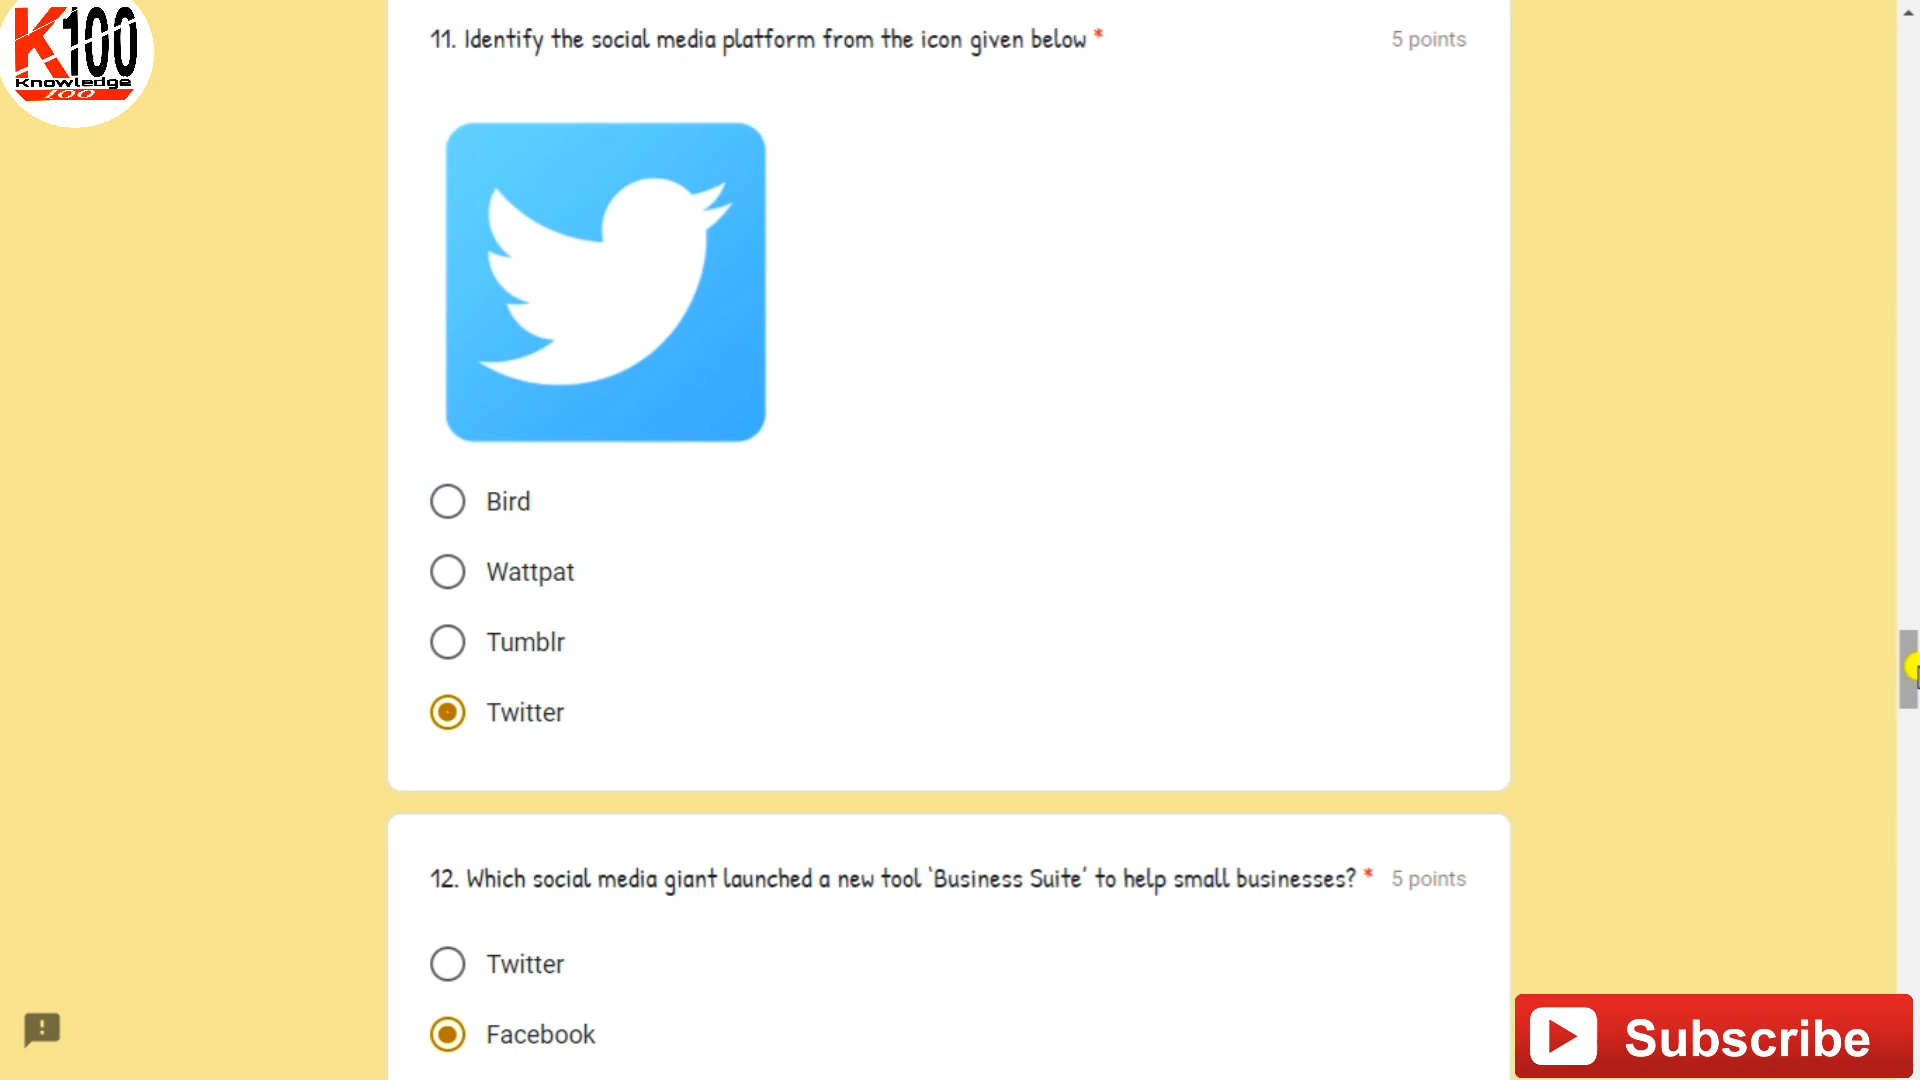 K100
Knowledge
100
11. Identify the social media platform from the icon given below *
5 points
Bird
Wattpat
Tumblr
Twitter
12. Which social media giant launched a new tool ‘Business Suite’ to help small businesses? *
5 points
Twitter
Facebook
Subscribe